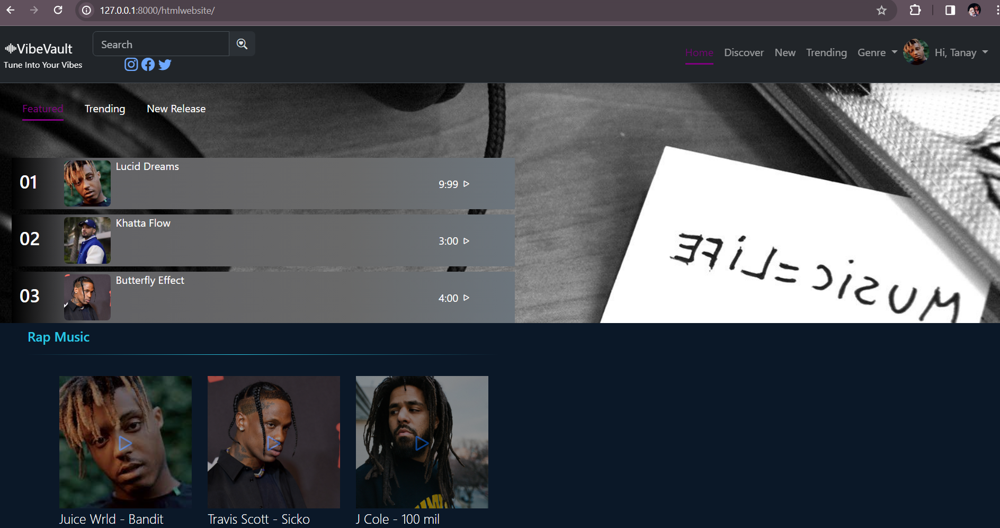 127.0.0.1:8000/htmlwebsite/
VibeVault
Tune Into Your Vibes
Search
Home Discover New Trending Genre Hi, Tanay
Featured Trending New Release
01 Lucid Dreams 9:99
02 Khatta Flow 3:00
03 Butterfly Effect 4:00
MUSiC=LiFE
Rap Music
Juice Wrld - Bandit
Travis Scott - Sicko
J Cole - 100 mil